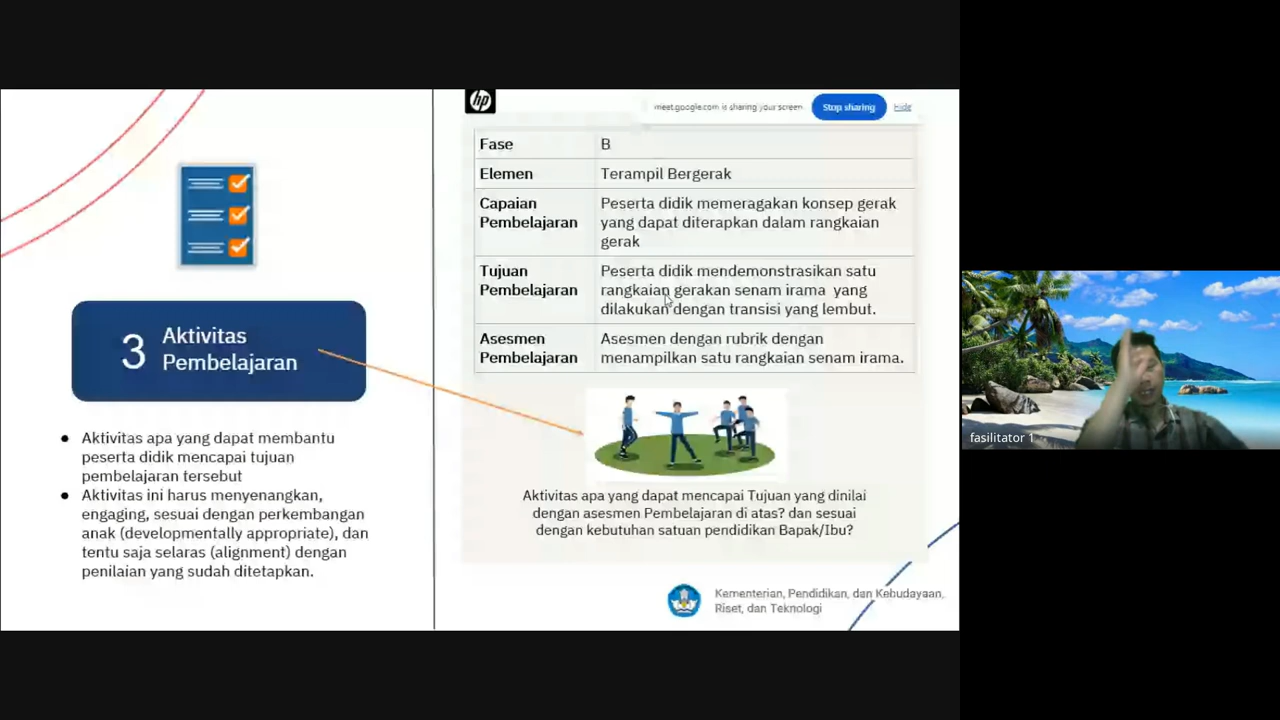 3
Aktivitas
Pembelajaran
● Aktivitas apa yang dapat membantu
peserta didik mencapai tujuan
pembelajaran tersebut
● Aktivitas ini harus menyenangkan,
engaging, sesuai dengan perkembangan
anak (developmentally appropriate), dan
tentu saja selaras (alignment) dengan
penilaian yang sudah ditetapkan.
hp
meet.google.com is sharing your screen
Stop sharing
Hide
Fase
B
Elemen
Terampil Bergerak
Capaian
Pembelajaran
Peserta didik memeragakan konsep gerak
yang dapat diterapkan dalam rangkaian
gerak
Tujuan
Pembelajaran
Peserta didik mendemonstrasikan satu
rangkaian gerakan senam irama yang
dilakukan dengan transisi yang lembut.
Asesmen
Pembelajaran
Asesmen dengan rubrik dengan
menampilkan satu rangkaian senam irama.
Aktivitas apa yang dapat mencapai Tujuan yang dinilai
dengan asesmen Pembelajaran di atas? dan sesuai
dengan kebutuhan satuan pendidikan Bapak/Ibu?
Kementerian, Pendidikan, dan Kebudayaan,
Riset, dan Teknologi
fasilitator 1